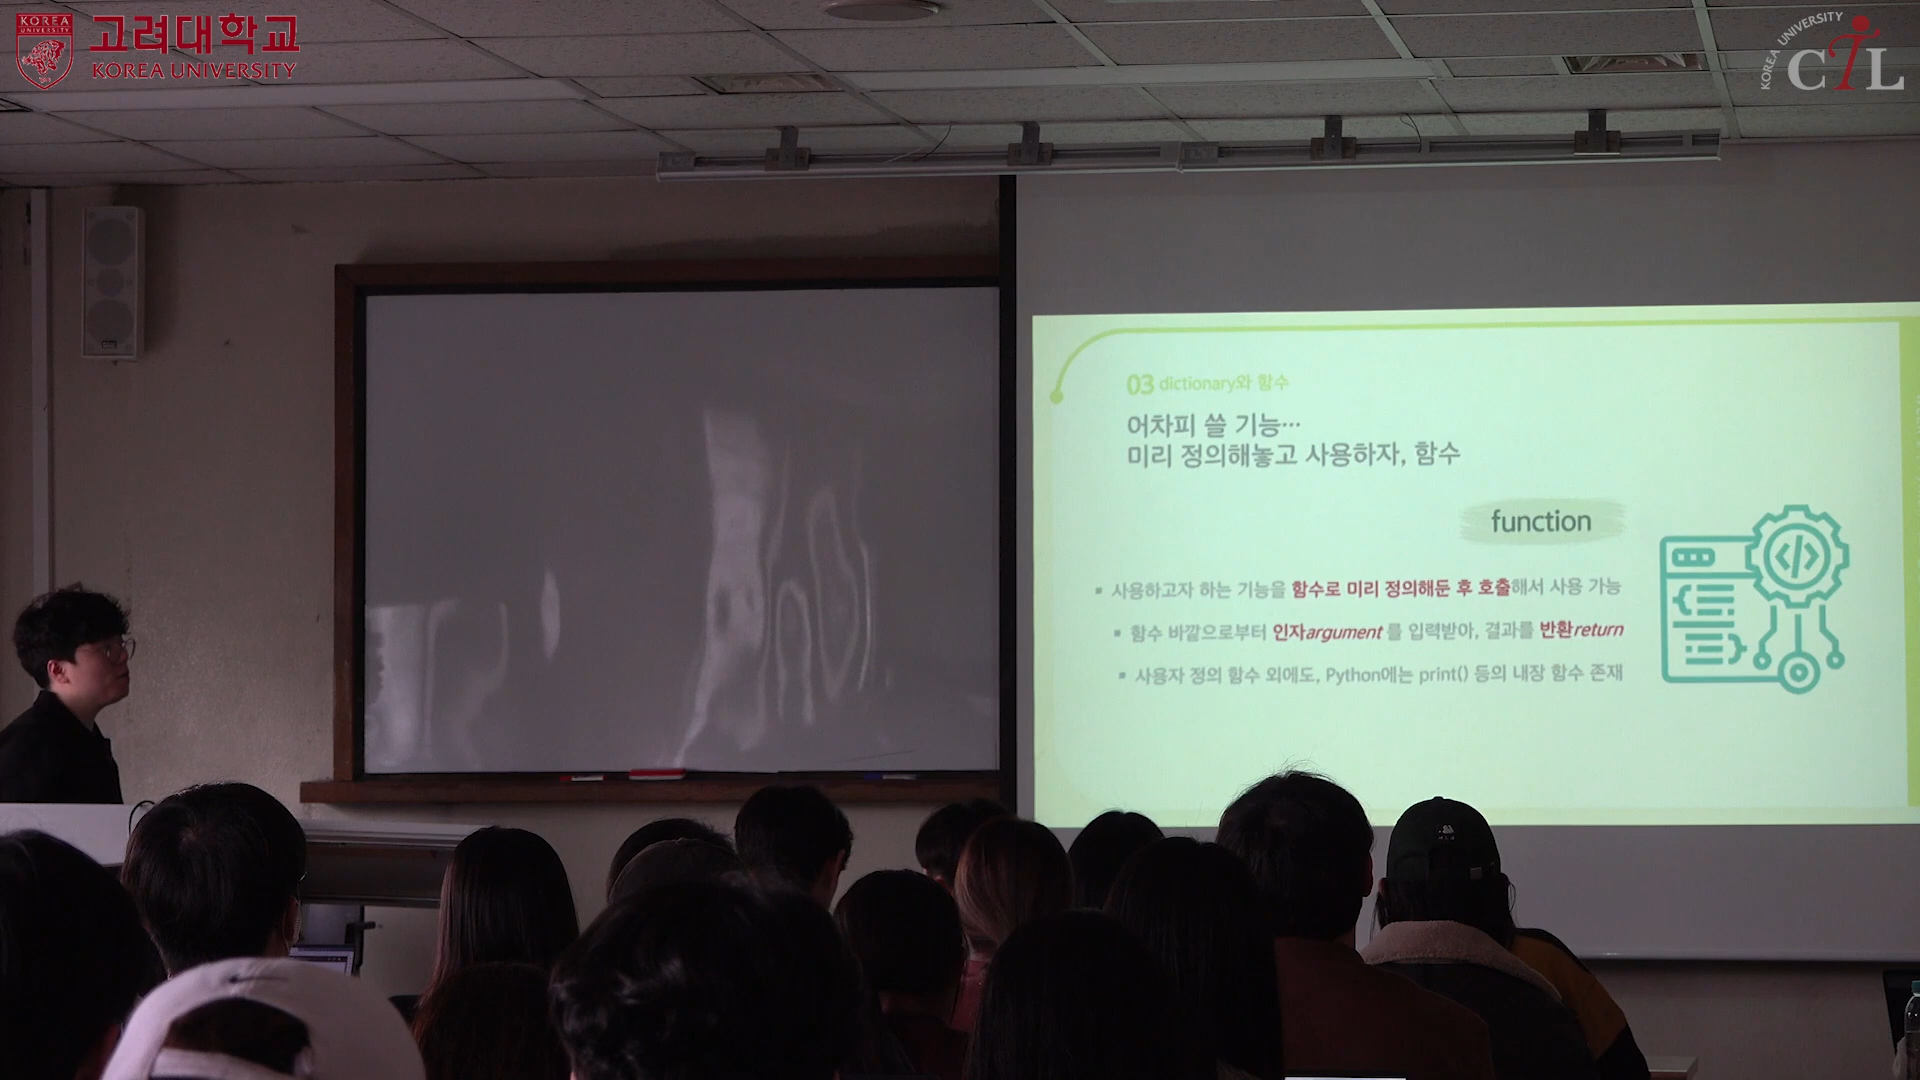 KOREA
UNIVERSITY
고려대학교
KOREA UNIVERSITY
KOREA UNIVERSITY
CTL
03 dictionary와 함수
어차피 쓸 기능…
미리 정의해놓고 사용하자, 함수
function
▪ 사용하고자 하는 기능을 함수로 미리 정의해둔 후 호출해서 사용 가능
▪ 함수 바깥으로부터 인자argument 를 입력받아, 결과를 반환return
▪ 사용자 정의 함수 외에도, Python에는 print() 등의 내장 함수 존재